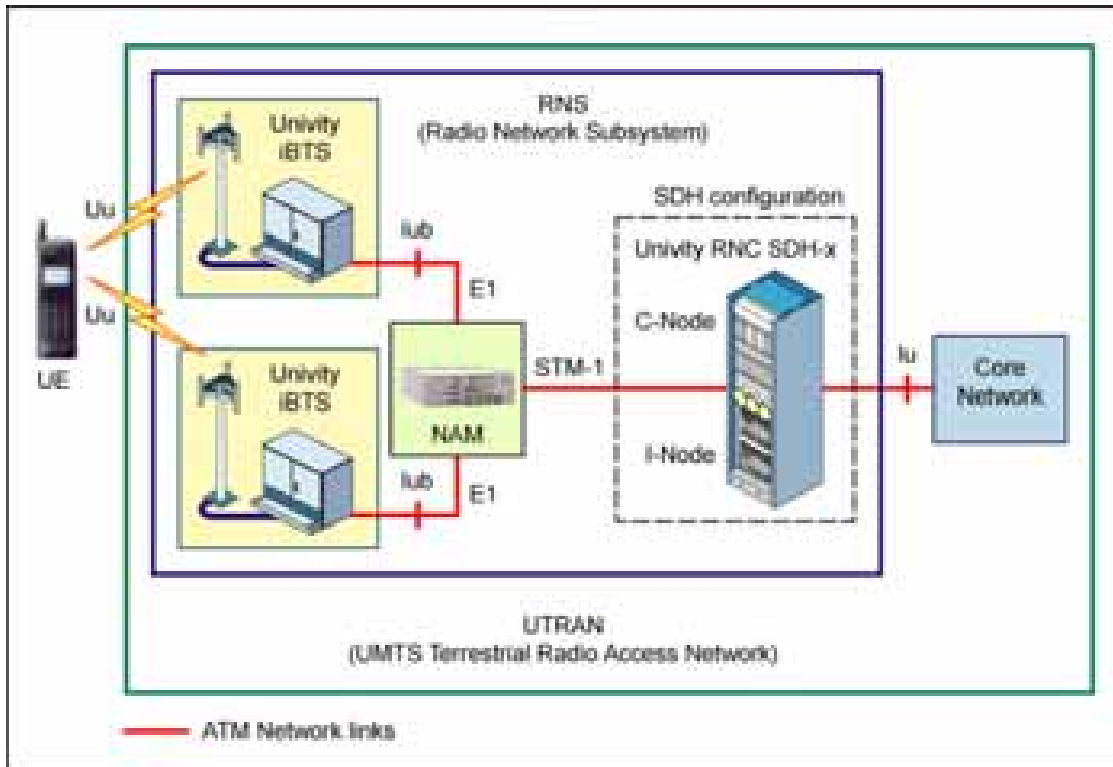 RNS
(Radio Network Subsystem)
Univity
iBTS
Uu
Iub
E1
SDH configuration
Univity RNC SDH-x
C-Node
I-Node
UE
Uu
Univity
iBTS
NAM
STM-1
Iub
E1
Iu
Core
Network
UTRAN
(UMTS Terrestrial Radio Access Network)
ATM Network links